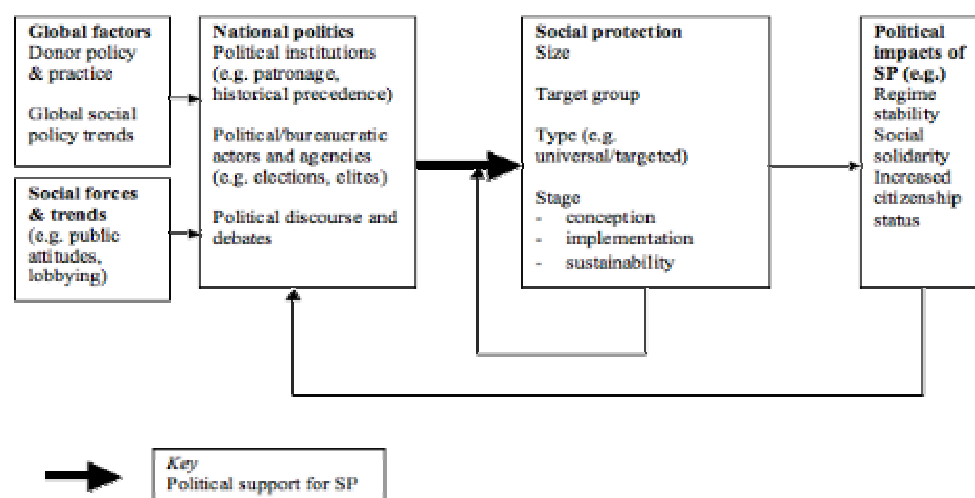 Global factors
Donor policy
& practice
Global social
policy trends
Social forces
& trends
(e.g. public
attitudes,
lobbying)
National politics
Political institutions
(e.g. patronage,
historical precedence)
Political/bureaucratic
actors and agencies
(e.g. elections, elites)
Political discourse and
debates
Social protection
Size
Target group
Type (e.g.
universal/targeted)
Stage
- conception
- implementation
- sustainability
Political
impacts of
SP (e.g.)
Regime
stability
Social
solidarity
Increased
citizenship
status
Key
Political support for SP